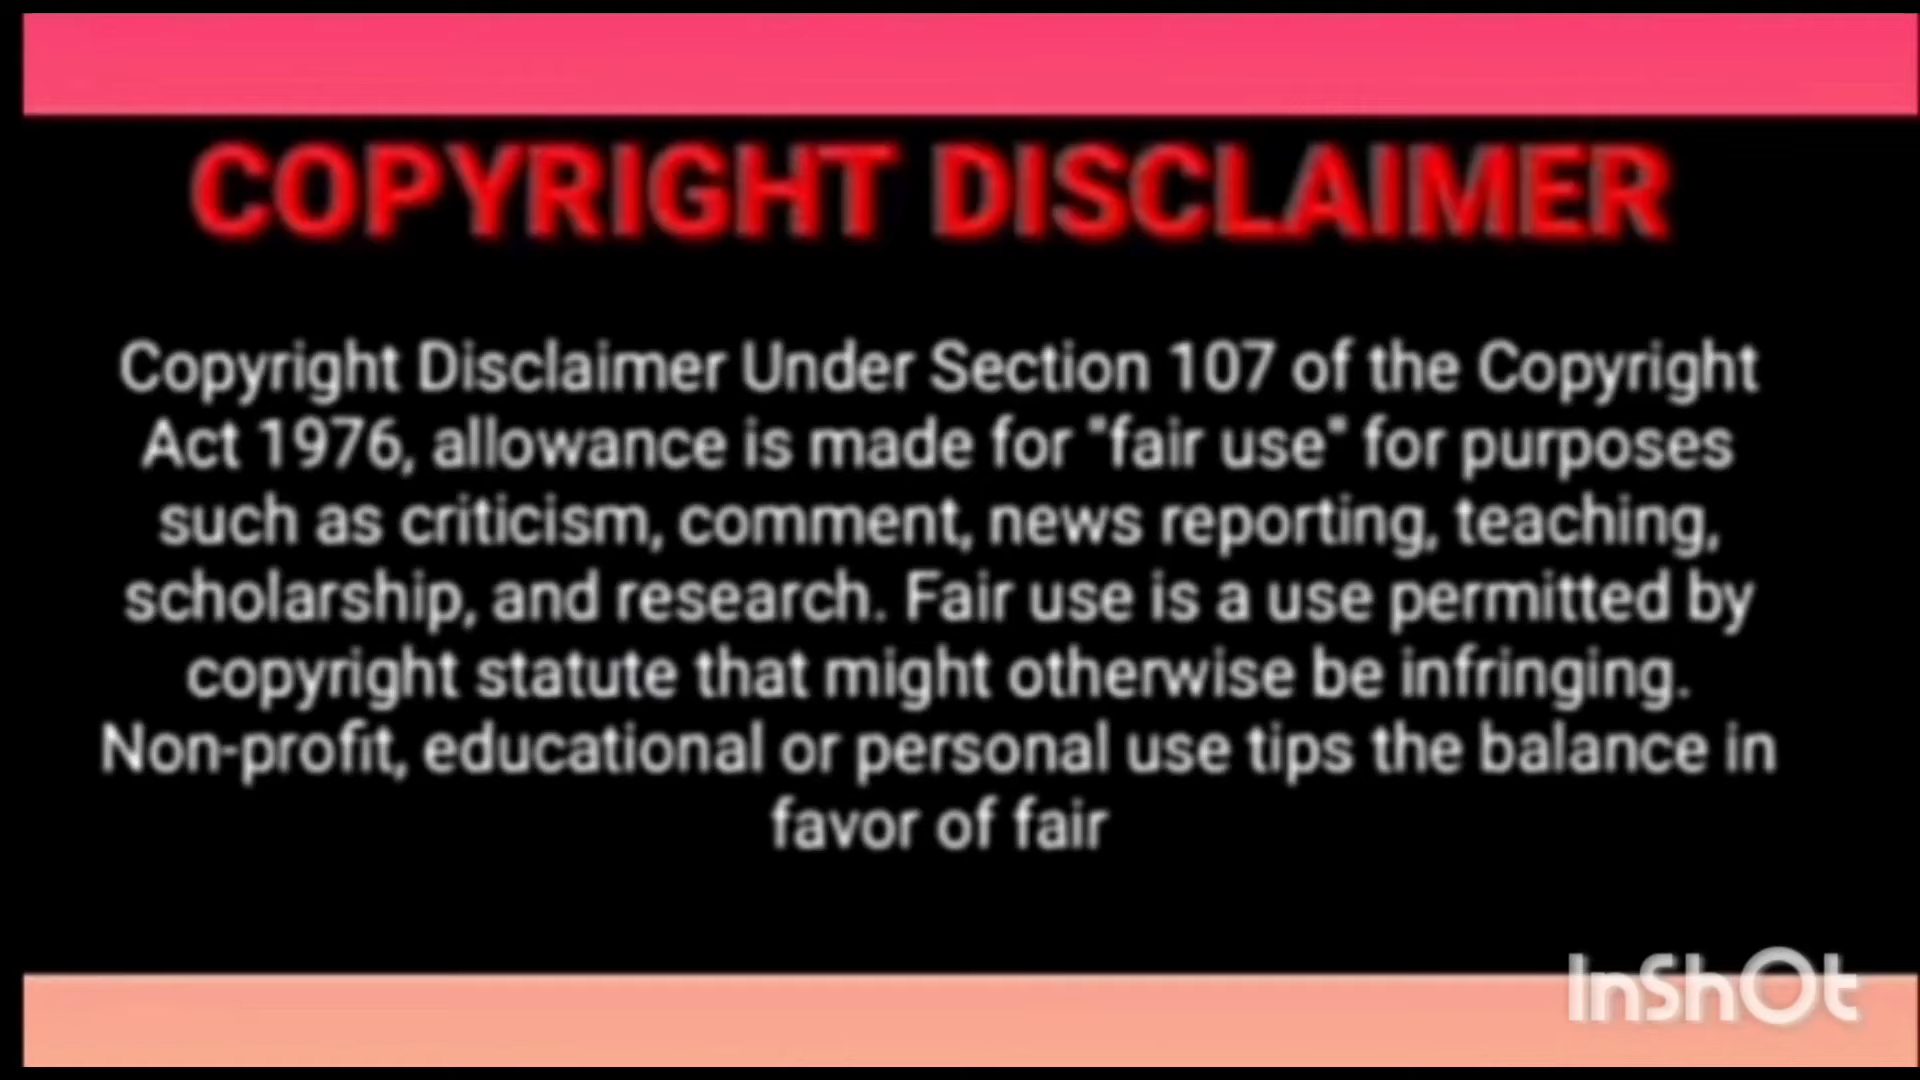 COPYRIGHT DISCLAIMER
Copyright Disclaimer Under Section 107 of the Copyright
Act 1976, allowance is made for "fair use" for purposes
such as criticism, comment, news reporting, teaching,
scholarship, and research. Fair use is a use permitted by
copyright statute that might otherwise be infringing.
Non-profit, educational or personal use tips the balance in
favor of fair
InShOt